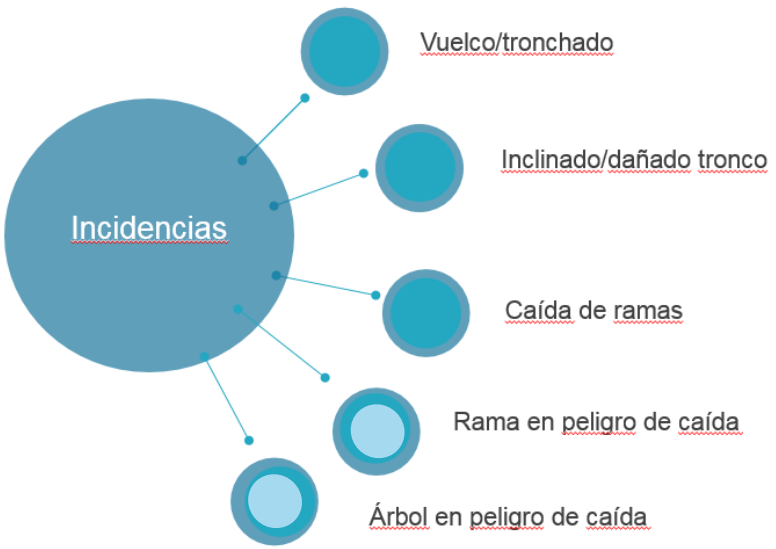 Vuelco/tronchado
Inclinado/dañado tronco
Incidencias
Caída de ramas
Rama en peligro de caída
Árbol en peligro de caída